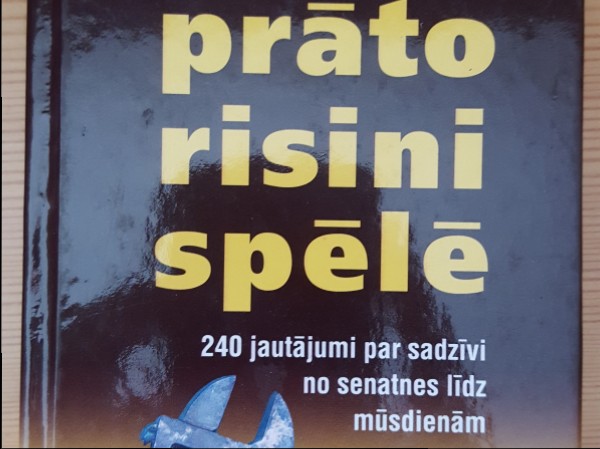 prāto
risini
spēlē
240 jautājumi par sadzīvi
no senatnes līdz
mūsdienām